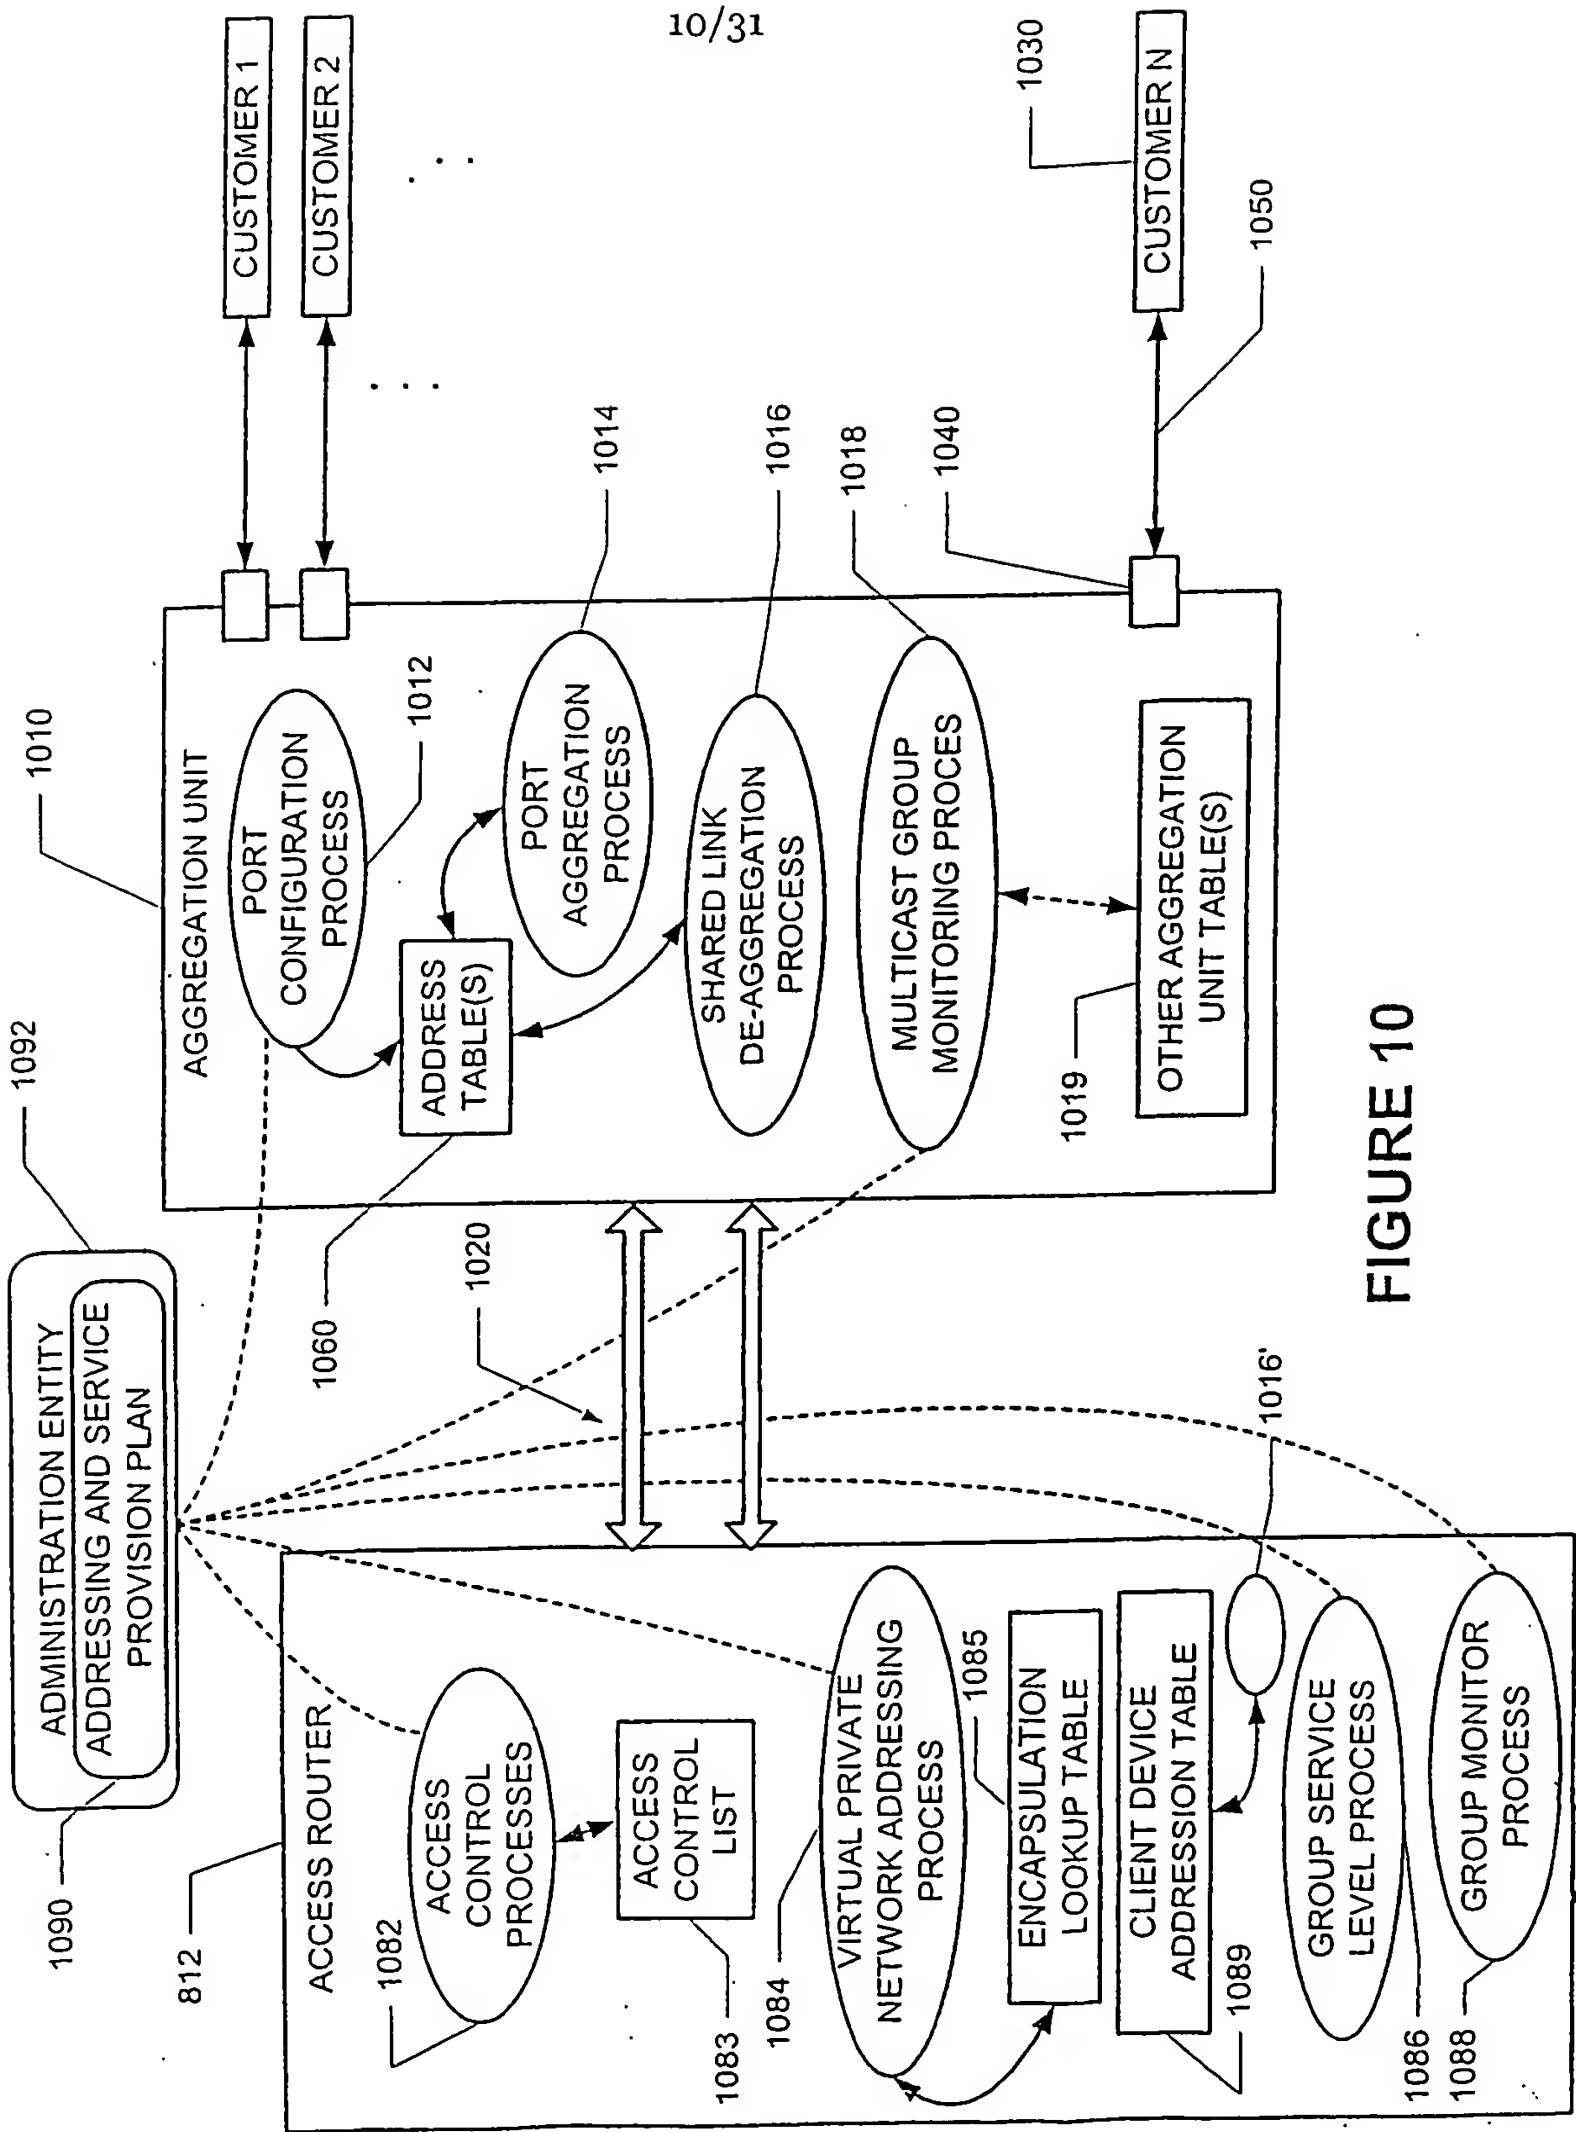 10/31
1092
ADMINISTRATION ENTITY
ADDRESSING AND SERVICE
PROVISION PLAN
1090
812
ACCESS ROUTER
1082
ACCESS
CONTROL
PROCESSES
ACCESS
CONTROL
LIST
1083
1084
VIRTUAL PRIVATE
NETWORK ADDRESSING
PROCESS
1085
ENCAPSULATION
LOOKUP TABLE
CLIENT DEVICE
ADDRESSION TABLE
1089
1016'
GROUP SERVICE
LEVEL PROCESS
1086
GROUP MONITOR
PROCESS
1088
1020
1010
AGGREGATION UNIT
PORT
CONFIGURATION
PROCESS
1012
ADDRESS
TABLE(S)
1060
PORT
AGGREGATION
PROCESS
1014
SHARED LINK
DE-AGGREGATION
PROCESS
1016
MULTICAST GROUP
MONITORING PROCES
1018
1040
OTHER AGGREGATION
UNIT TABLE(S)
1019
CUSTOMER 1
CUSTOMER 2
. . .
. . .
CUSTOMER N
1030
1050
FIGURE 10